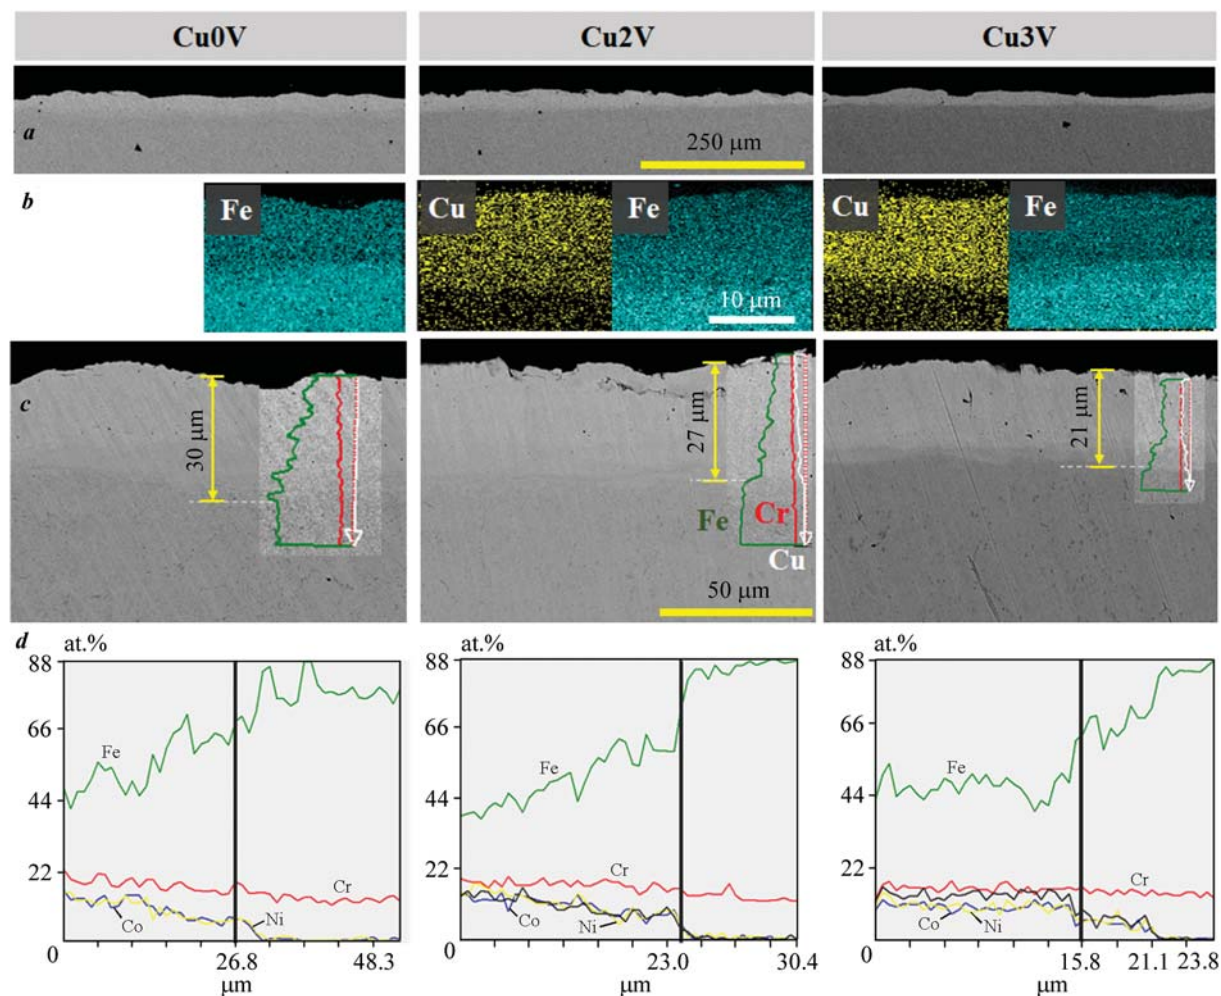 Cu0V Cu2V Cu3V
a
250 μm
b
Fe Cu Fe Cu Fe
10 μm
c
30 μm
27 μm
21 μm
Fe Cr
Cu
50 μm
d
at.% at.% at.%
88 88 88
66 66 66
Fe Fe Fe
44 44 44
22 22 22
Cr Cr Cr
Co Ni Co Ni Co Ni
0 26.8 48.3 0 23.0 30.4 0 15.8 21.1 23.8
μm μm μm